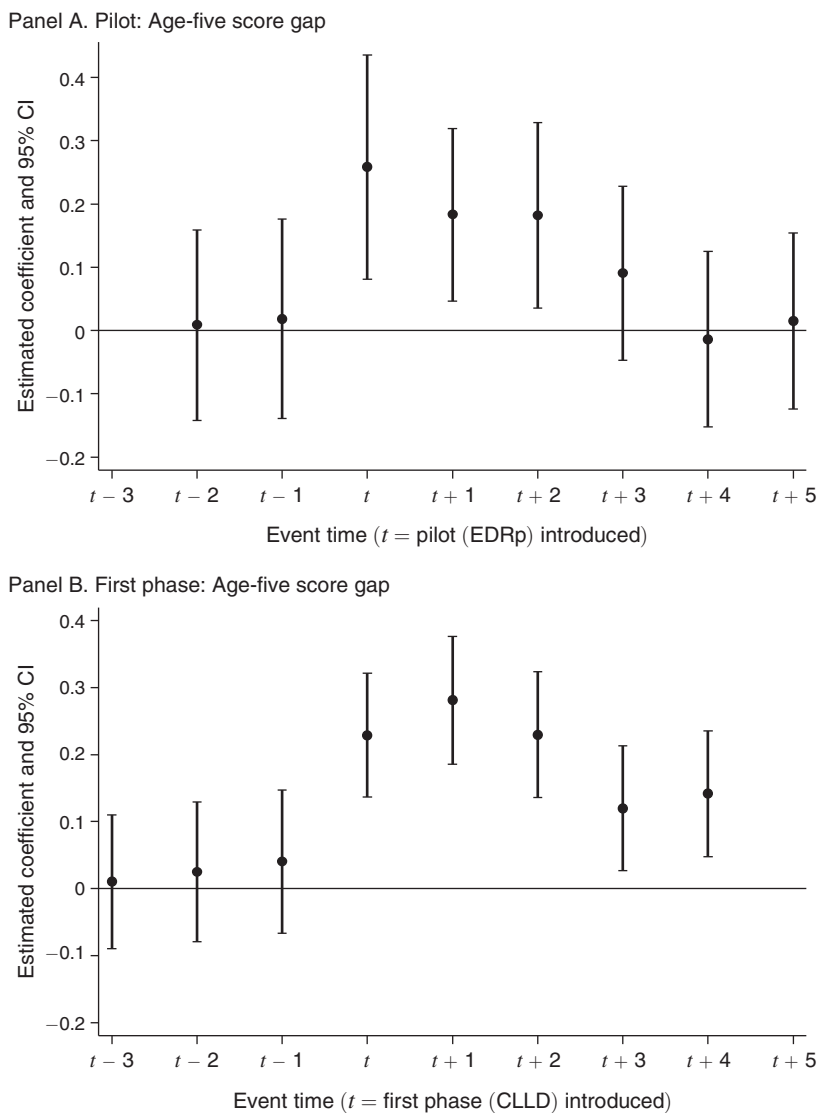 Panel A. Pilot: Age-five score gap
Estimated coefficient and 95% CI
0.4
0.3
0.2
0.1
0
−0.1
−0.2
t − 3 t − 2 t − 1 t t + 1 t + 2 t + 3 t + 4 t + 5
Event time (t = pilot (EDRp) introduced)
Panel B. First phase: Age-five score gap
Estimated coefficient and 95% CI
0.4
0.3
0.2
0.1
0
−0.1
−0.2
t − 3 t − 2 t − 1 t t + 1 t + 2 t + 3 t + 4 t + 5
Event time (t = first phase (CLLD) introduced)